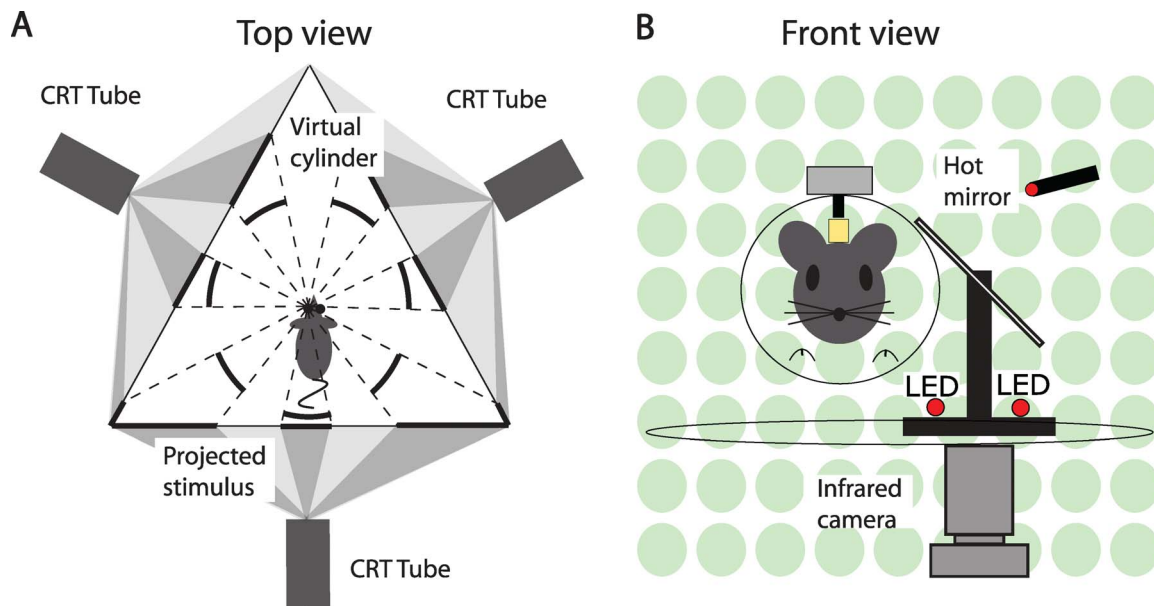 A
Top view
CRT Tube
CRT Tube
Virtual
cylinder
Projected
stimulus
CRT Tube
B
Front view
Hot
mirror
LED
LED
Infrared
camera